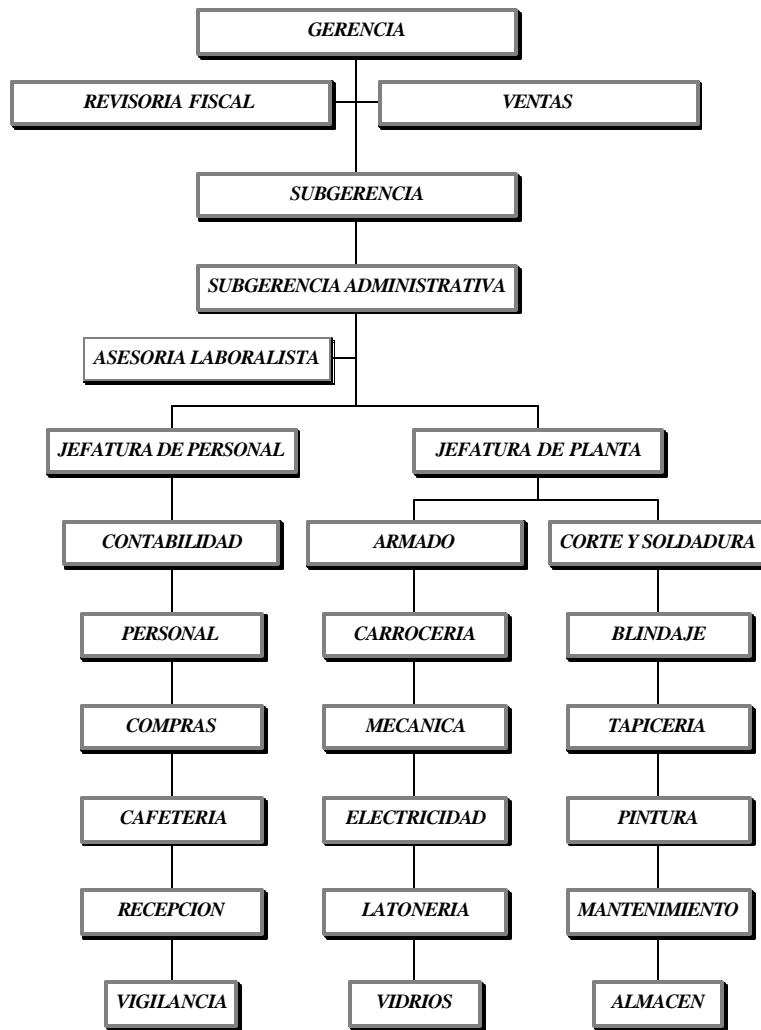 GERENCIA
REVISORIA FISCAL
VENTAS
SUBGERENCIA
SUBGERENCIA ADMINISTRATIVA
ASESORIA LABORALISTA
JEFATURA DE PERSONAL
JEFATURA DE PLANTA
CONTABILIDAD
ARMADO
CORTE Y SOLDADURA
PERSONAL
CARROCERIA
BLINDAJE
COMPRAS
MECANICA
TAPICERIA
CAFETERIA
ELECTRICIDAD
PINTURA
RECEPCION
LATONERIA
MANTENIMIENTO
VIGILANCIA
VIDRIOS
ALMACEN